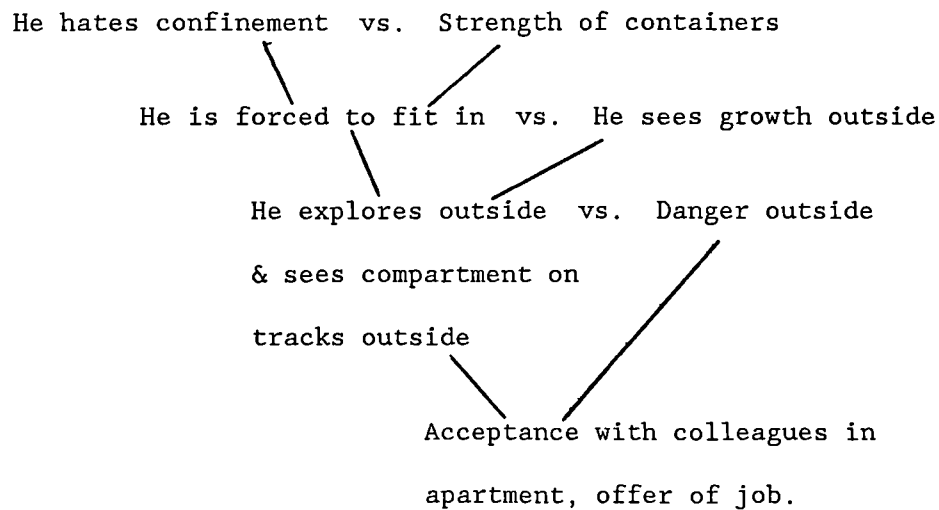 He hates confinement vs. Strength of containers
He is forced to fit in vs. He sees growth outside
He explores outside vs. Danger outside
& sees compartment on
tracks outside
Acceptance with colleagues in
apartment, offer of job.